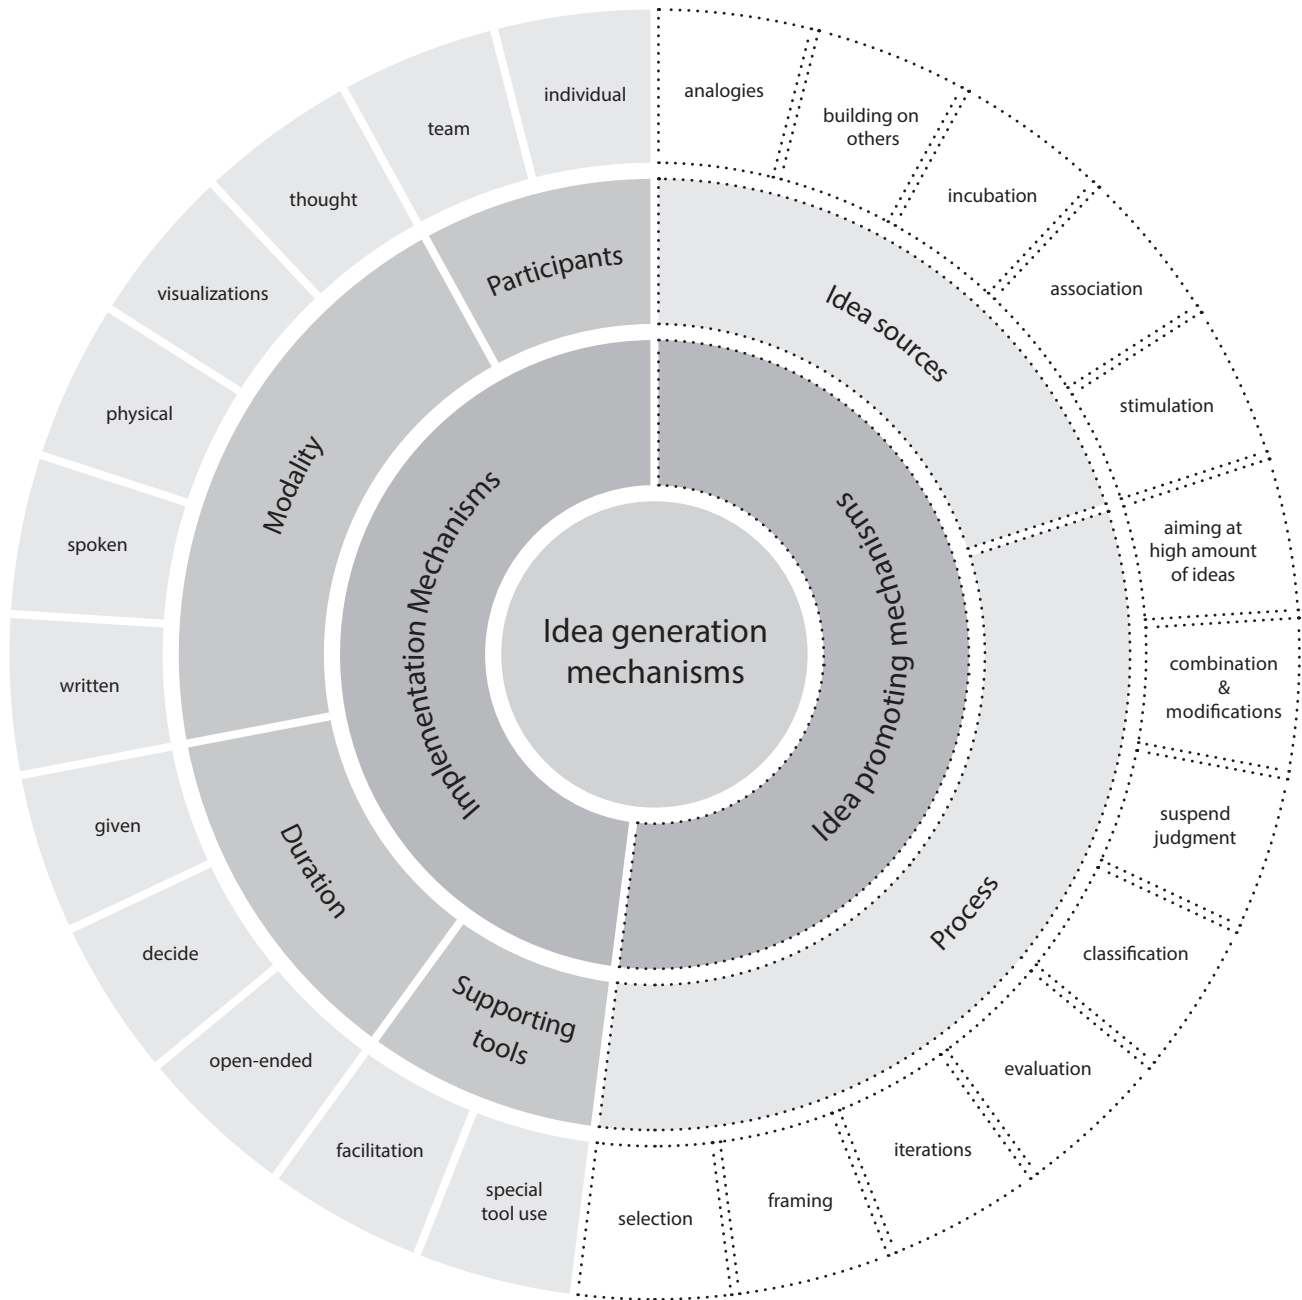 Idea generation
mechanisms
Implementation Mechanisms
Idea promoting mechanisms
Participants
Modality
Duration
Supporting
tools
Idea sources
Process
individual
team
thought
visualizations
physical
spoken
written
given
decide
open-ended
facilitation
special
tool use
analogies
building on
others
incubation
association
stimulation
aiming at
high amount
of ideas
combination
&
modifications
suspend
judgment
classification
evaluation
iterations
framing
selection